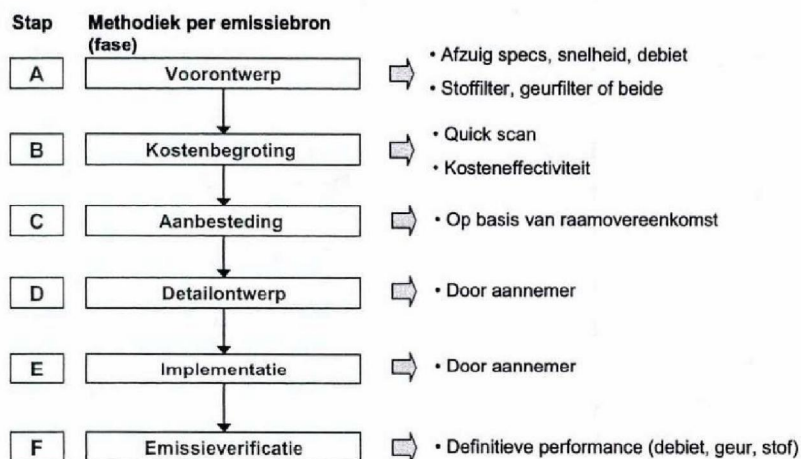 Stap Methodiek per emissiebron
(fase)
A Voorontwerp • Afzuig specs, snelheid, debiet
• Stoffilter, geurfilter of beide
B Kostenbegroting • Quick scan
• Kosteneffectiviteit
C Aanbesteding • Op basis van raamovereenkomst
D Detailontwerp • Door aannemer
E Implementatie • Door aannemer
F Emissieverificatie • Definitieve performance (debiet, geur, stof)